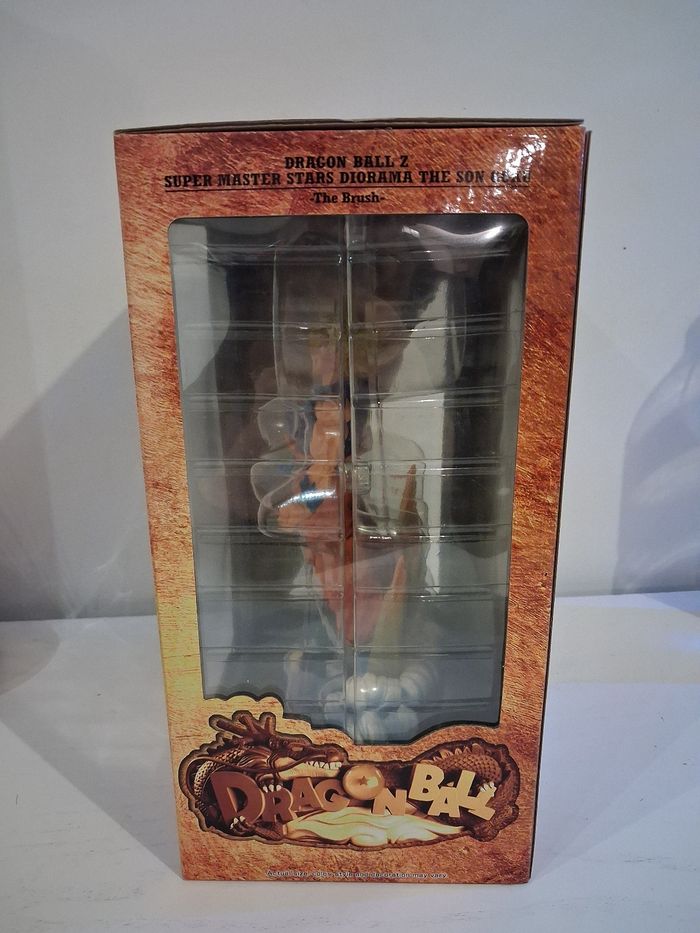 DRAGON BALL Z
SUPER MASTER STARS DIORAMA THE SON
-The Brush-
DRAGON BALL
Actual size, color, style and decoration may vary.